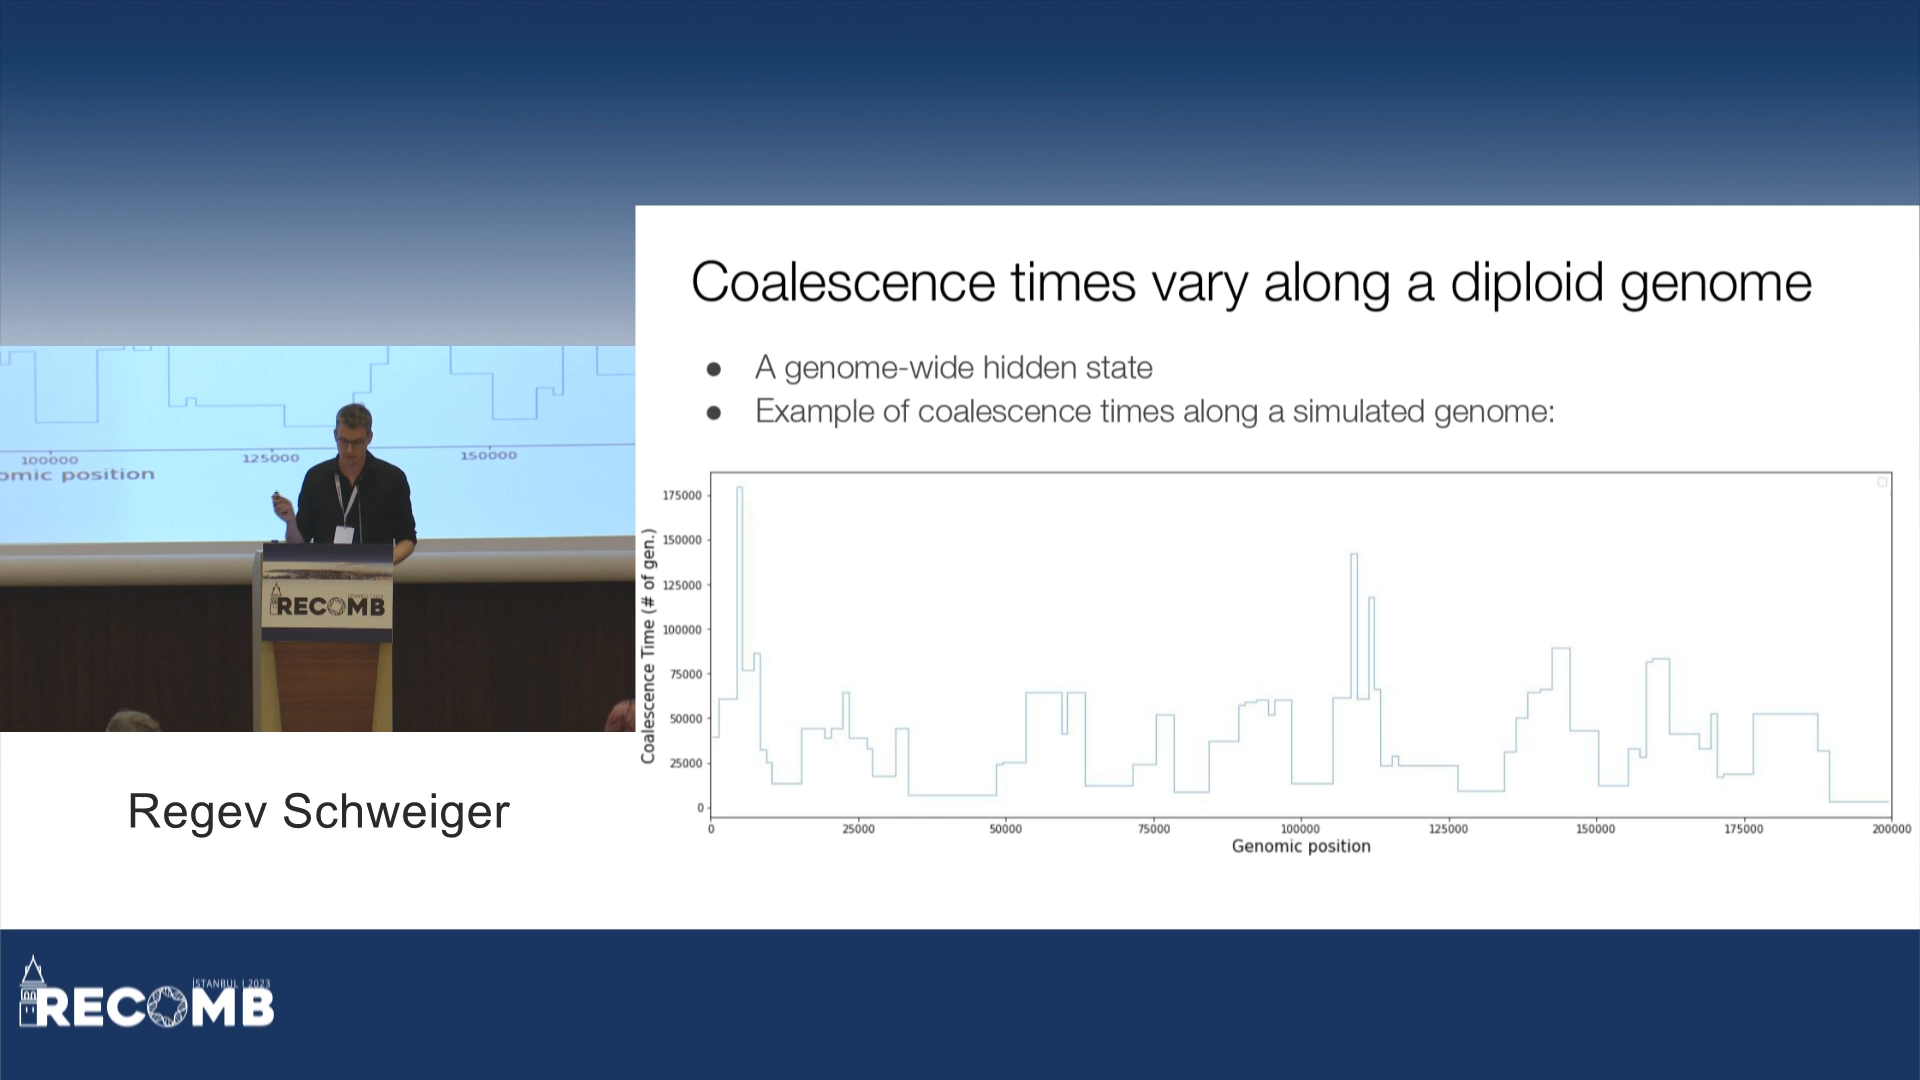 Coalescence times vary along a diploid genome
● A genome-wide hidden state
● Example of coalescence times along a simulated genome:
175000
150000
125000
100000
75000
50000
25000
0
Coalescence Time (# of gen.)
0 25000 50000 75000 100000 125000 150000 175000 200000
Genomic position
100000 125000 150000
omic position
RECOMB
Regev Schweiger
İSTANBUL | 2023
RECOMB